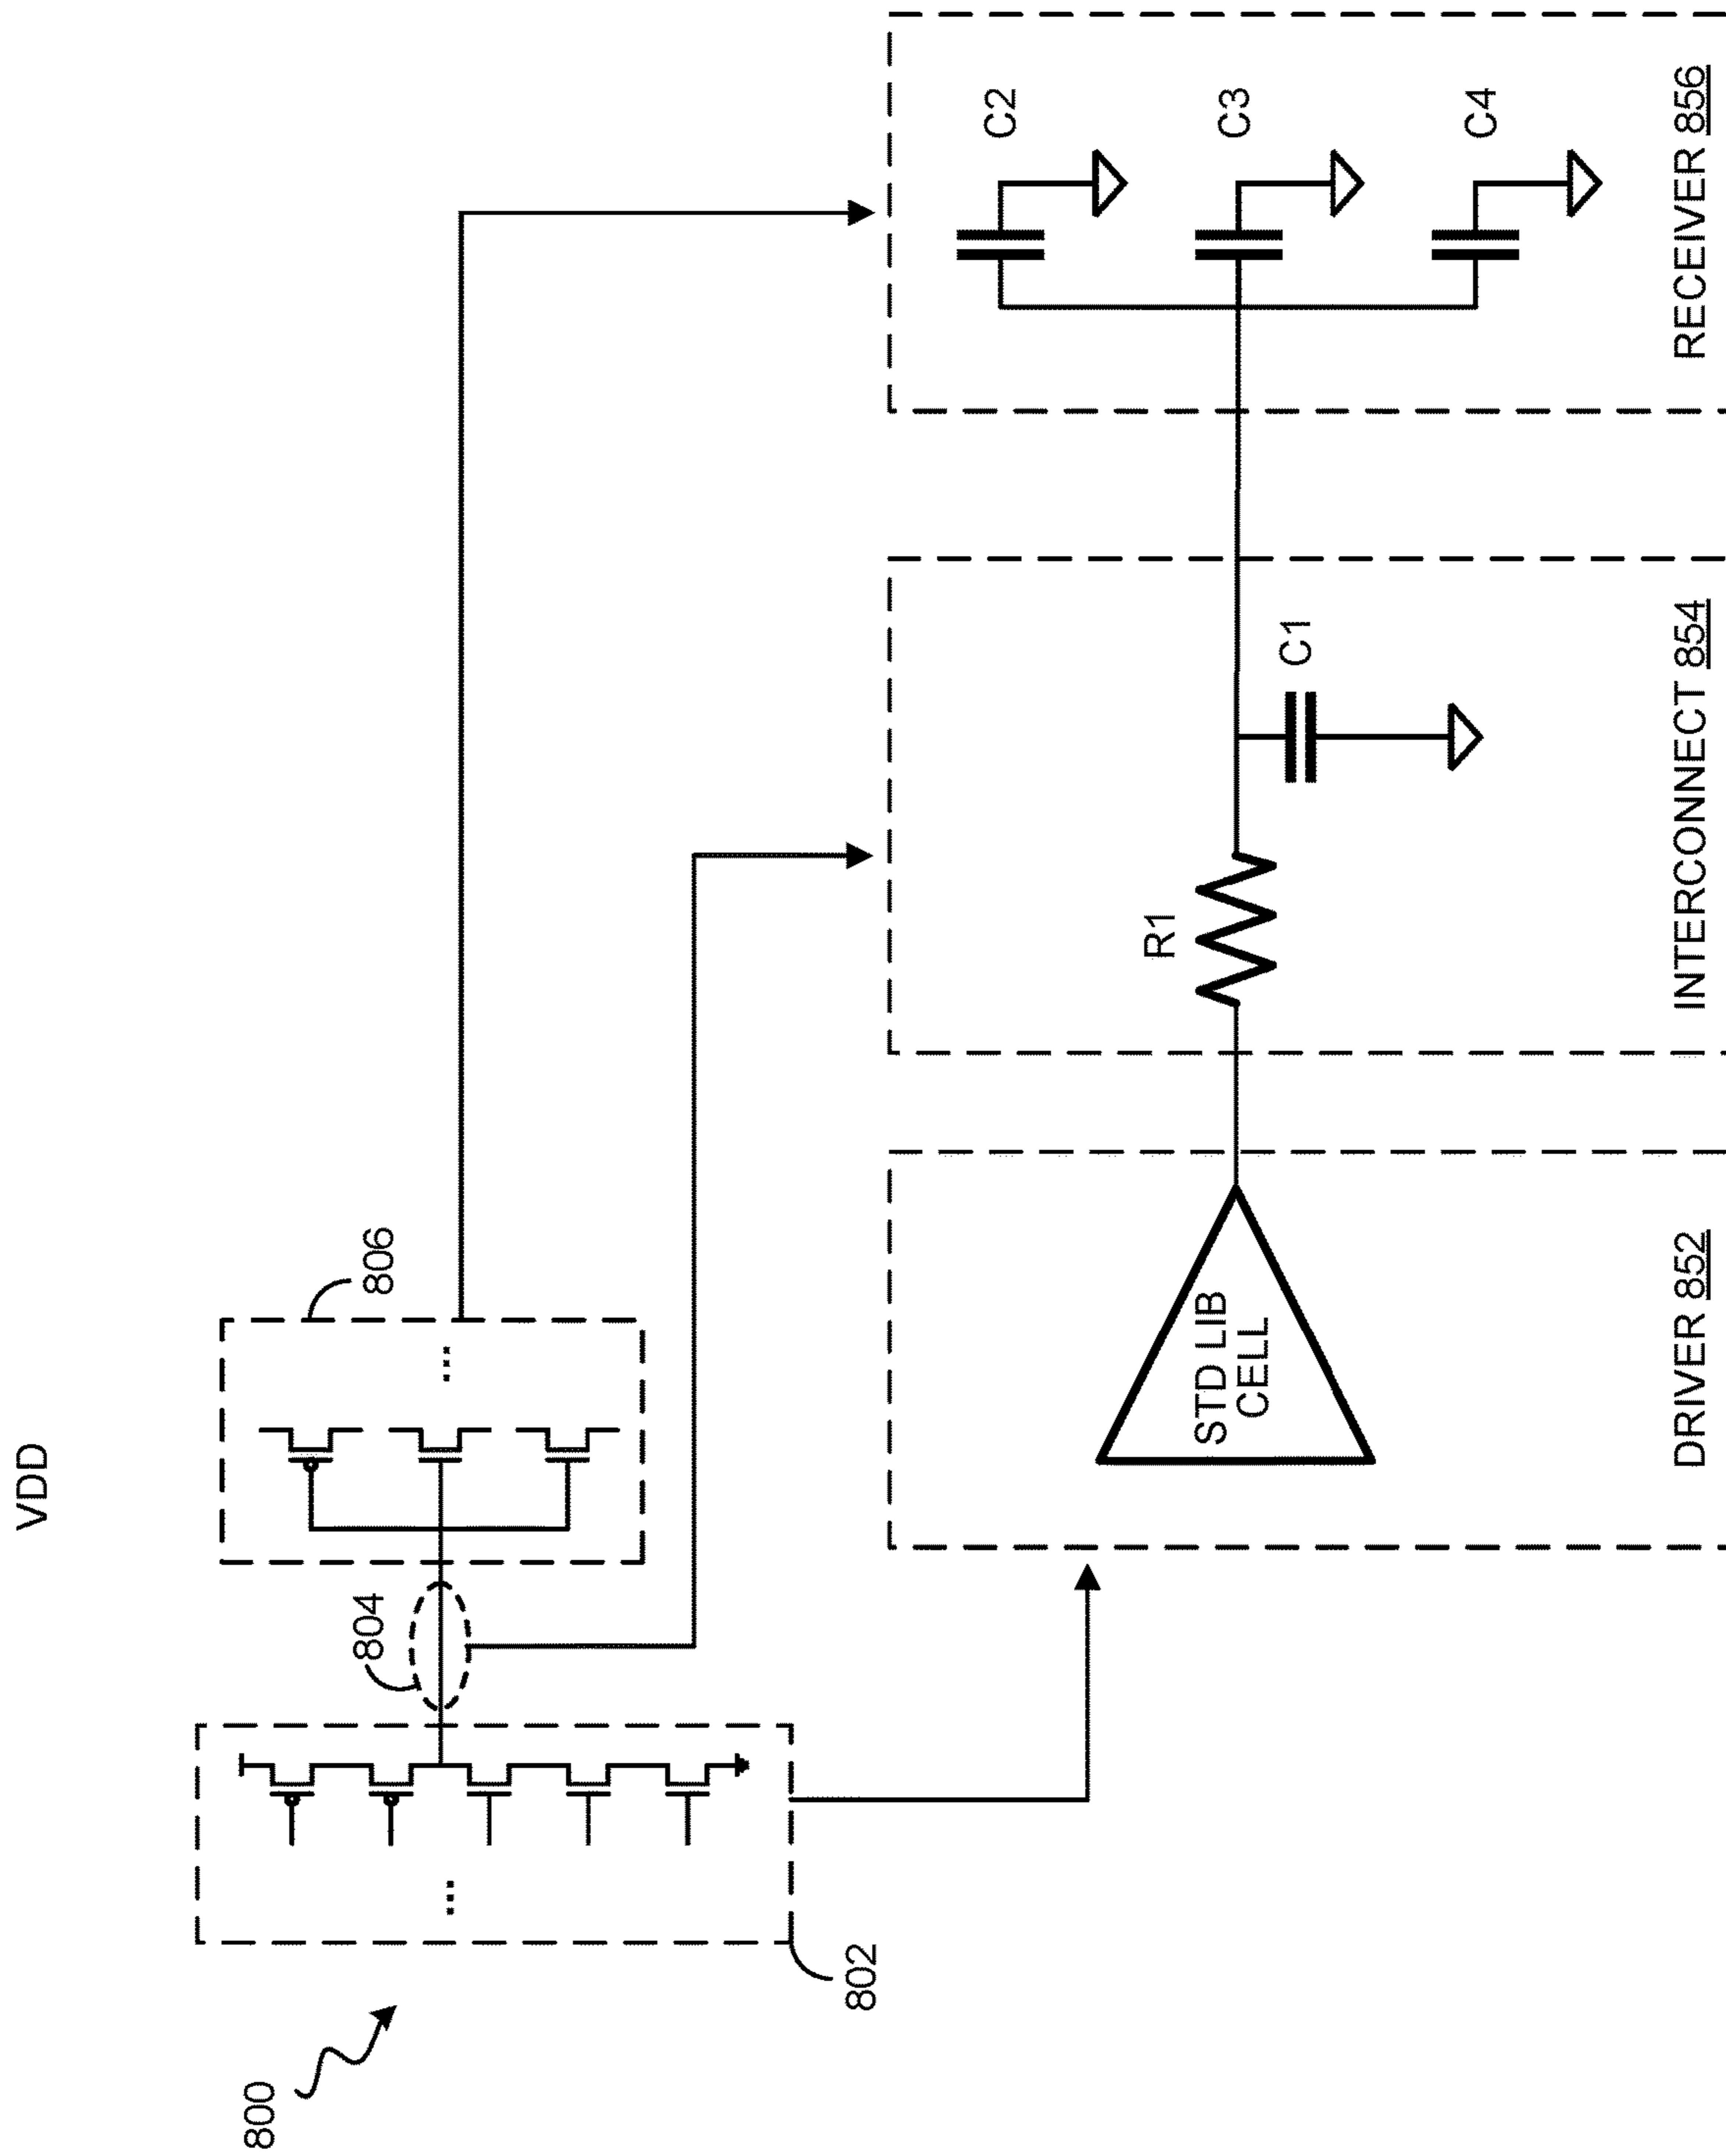 VDD
806
...
804
...
802
800
C2
C3
C4
RECEIVER 856
R1
C1
INTERCONNECT 854
STD LIB
CELL
DRIVER 852